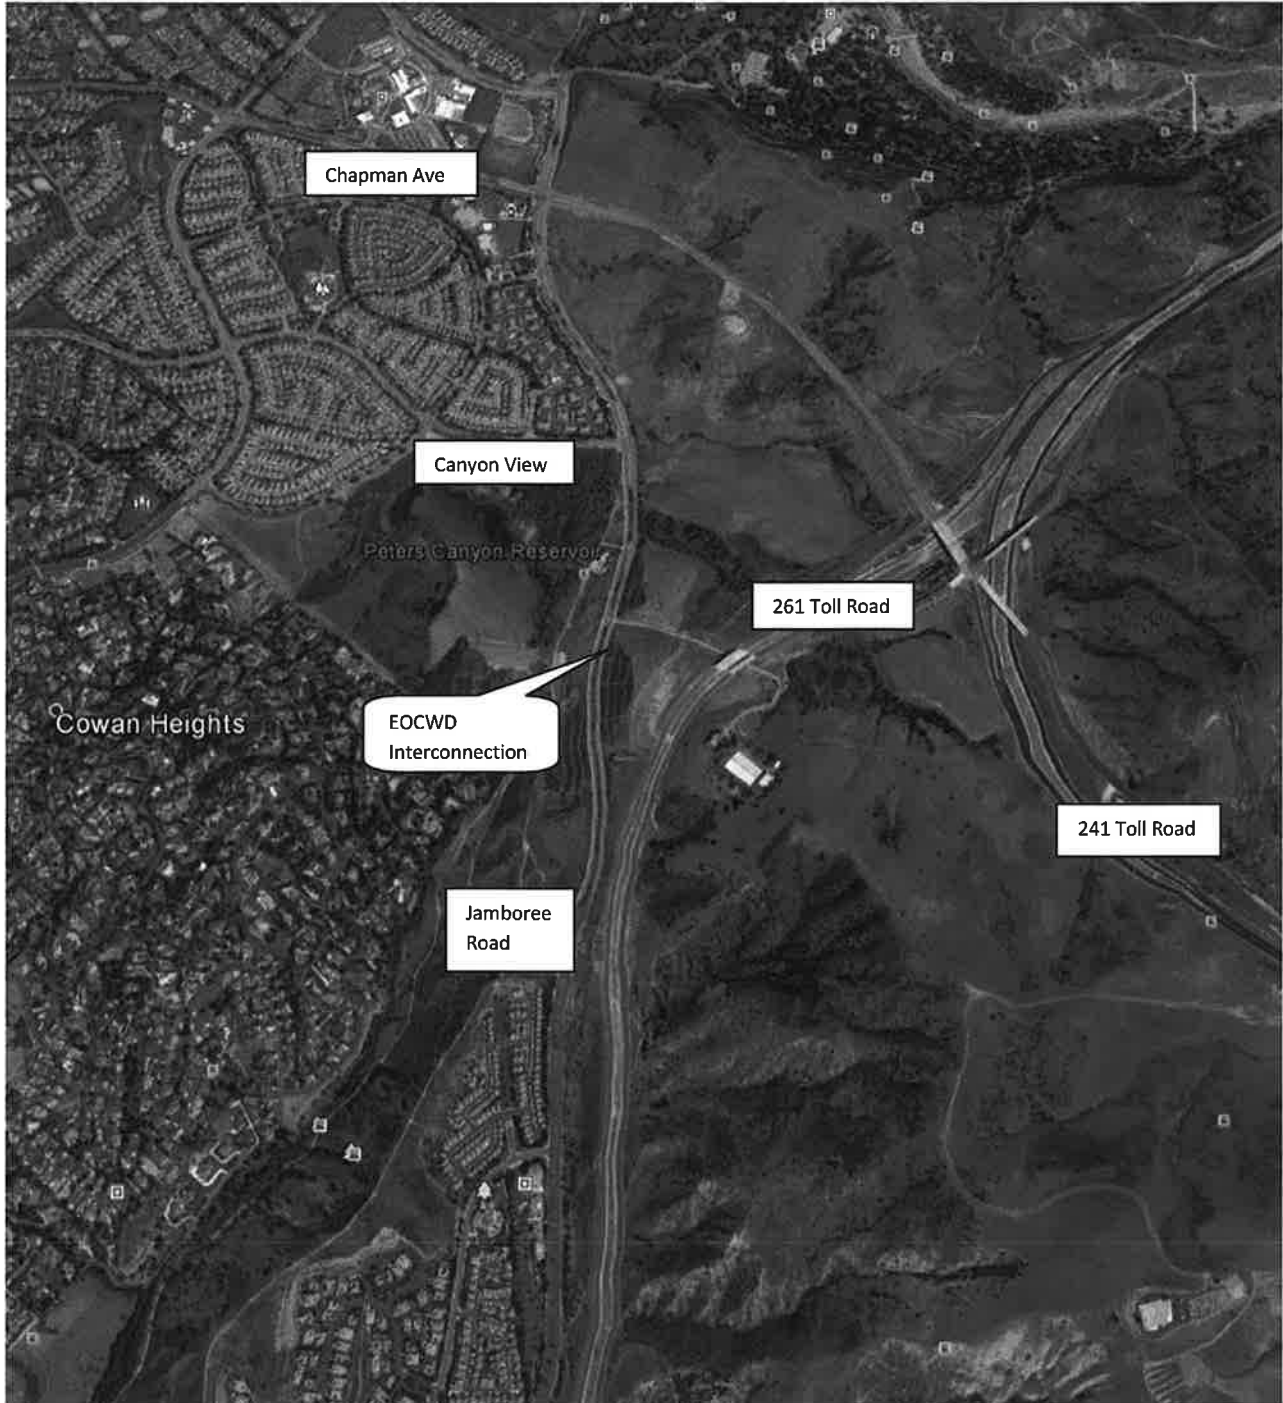 Chapman Ave
Canyon View
Peters Canyon Reservoir
261 Toll Road
EOCWD
Interconnection
Cowan Heights
241 Toll Road
Jamboree
Road